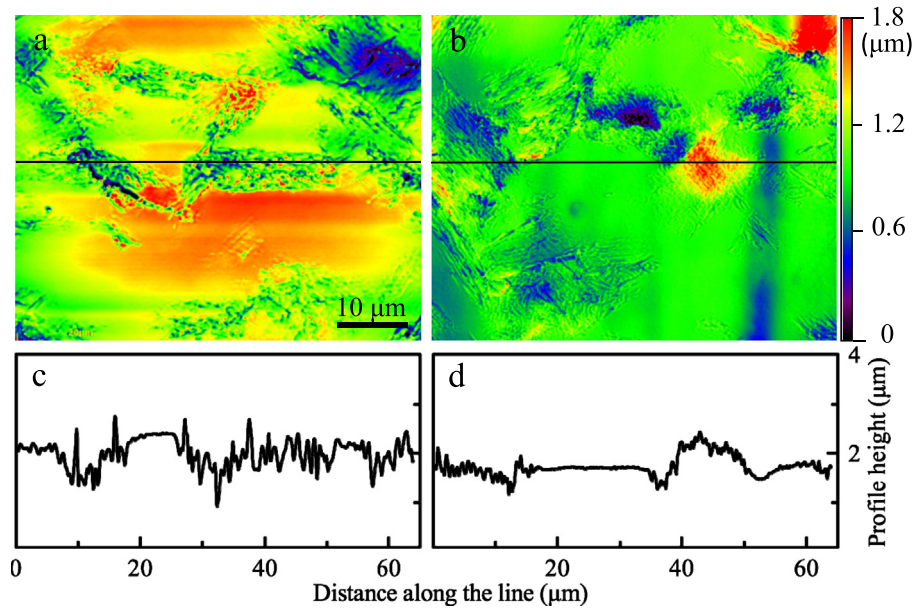 a
b
1.8
(μm)
1.2
0.6
0
10 μm
c
d
4
2
Profile height (μm)
0 20 40 60 0 20 40 60
Distance along the line (μm)